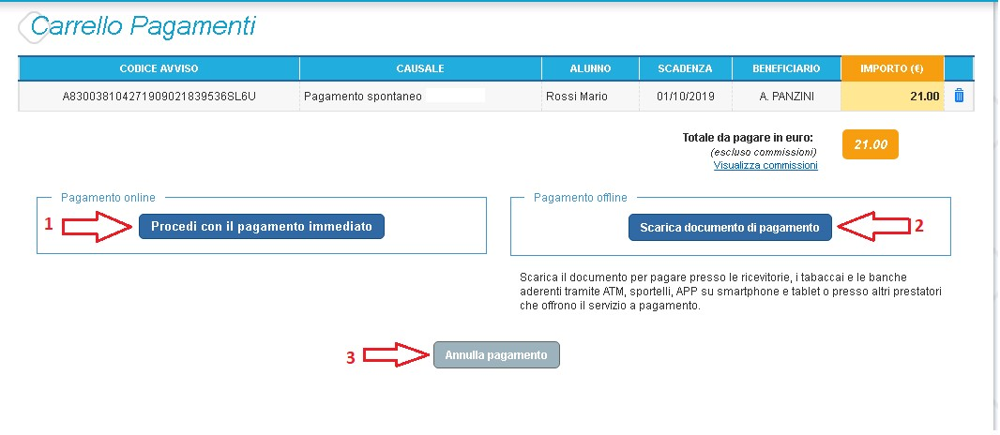 Carrello Pagamenti
CODICE AVVISO CAUSALE ALUNNO SCADENZA BENEFICIARIO IMPORTO (€)
A830038104271909021839536SL6U Pagamento spontaneo Rossi Mario 01/10/2019 A. PANZINI 21.00
Totale da pagare in euro: 21.00
(escluso commissioni)
Visualizza commissioni
Pagamento online
1 Procedi con il pagamento immediato
Pagamento offline
Scarica documento di pagamento 2
Scarica il documento per pagare presso le ricevitorie, i tabaccai e le banche
aderenti tramite ATM, sportelli, APP su smartphone e tablet o presso altri prestatori
che offrono il servizio a pagamento.
3 Annulla pagamento